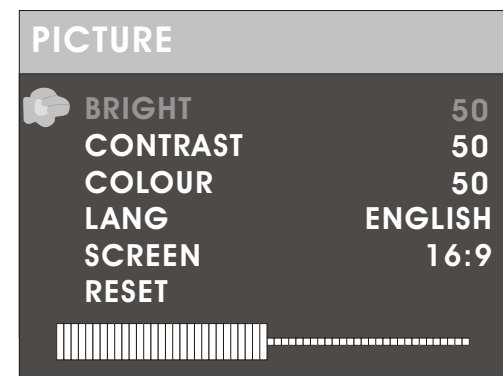 PICTURE
BRIGHT 50
CONTRAST 50
COLOUR 50
LANG ENGLISH
SCREEN 16:9
RESET